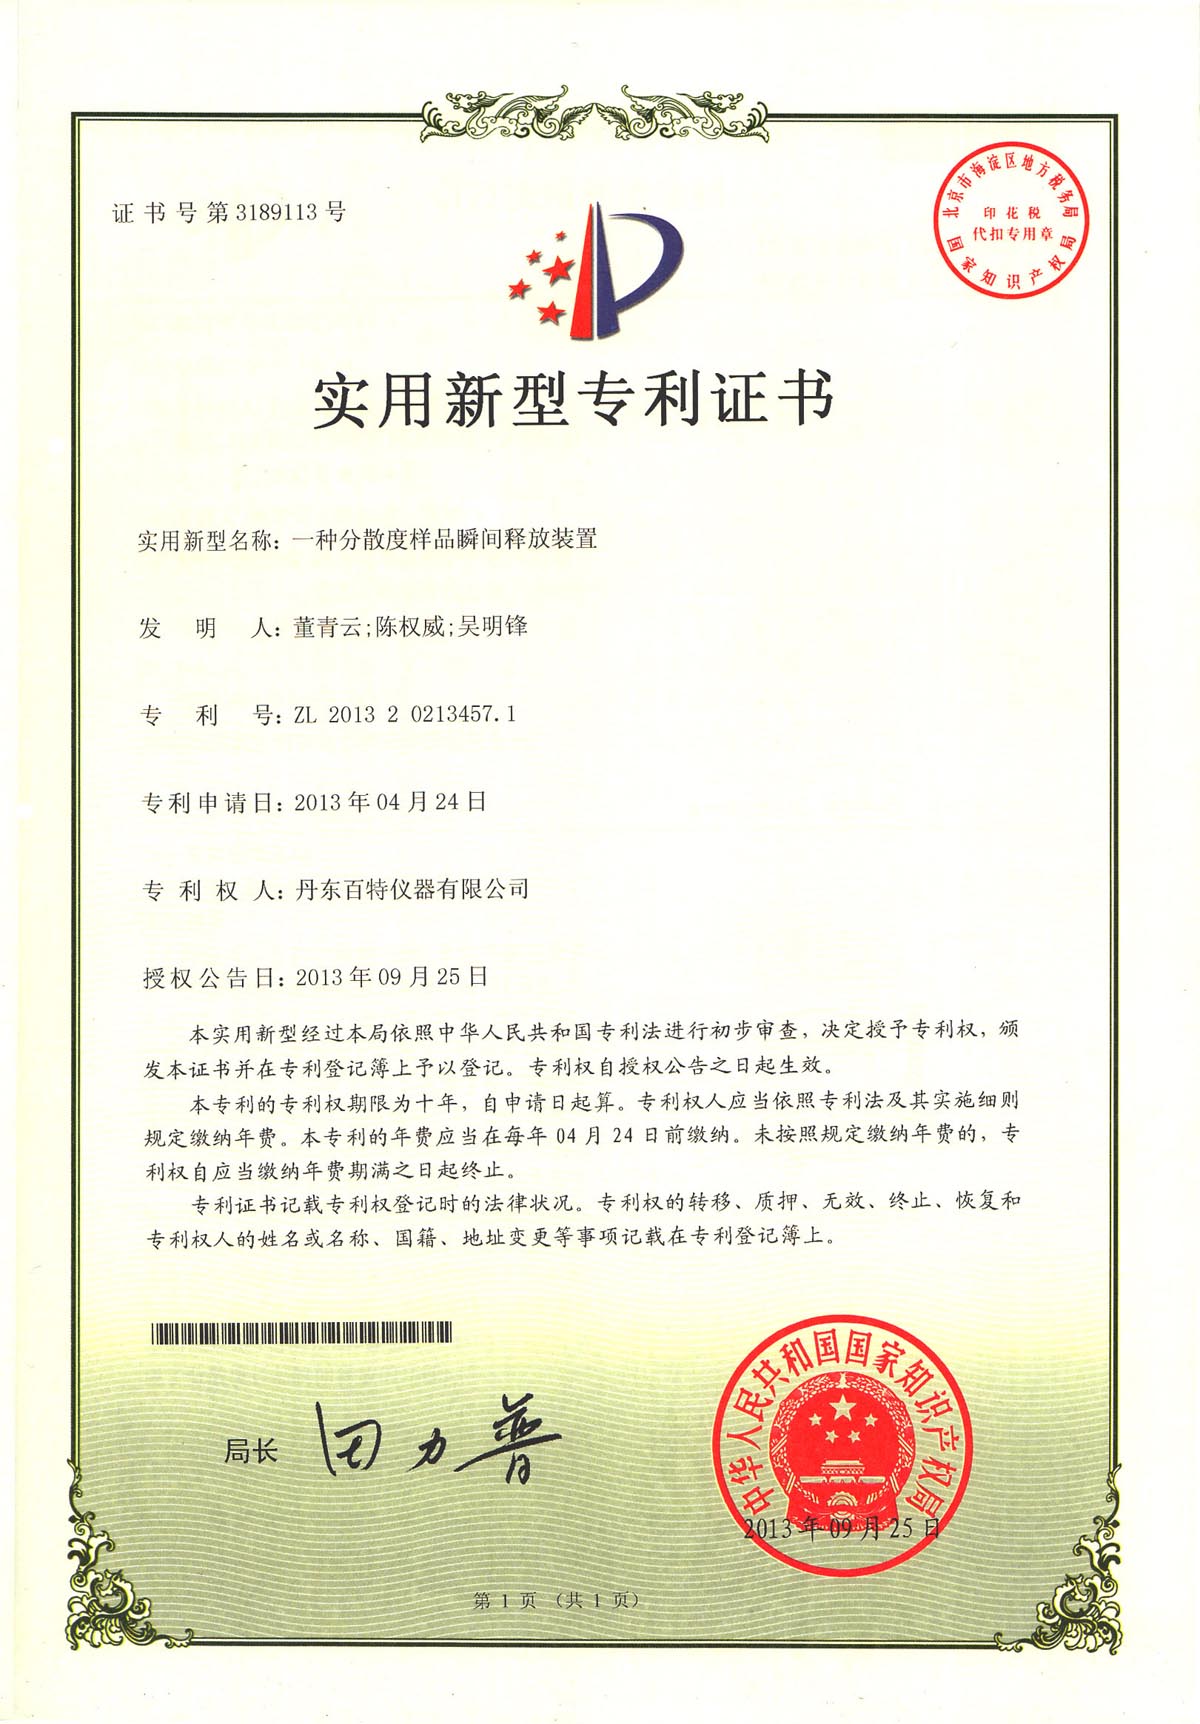 证书号第3189113号
北京市海淀区地方税务局
印花税
代扣专用章
国家知识产权局
实用新型专利证书
实用新型名称：一种分散度样品瞬间释放装置
发明人：董青云;陈权威;吴明锋
专利号：ZL 2013 2 0213457.1
专利申请日：2013年04月24日
专利权人：丹东百特仪器有限公司
授权公告日：2013年09月25日
本实用新型经过本局依照中华人民共和国专利法进行初步审查，决定授予专利权，颁
发本证书并在专利登记簿上予以登记。专利权自授权公告之日起生效。
本专利的专利权期限为十年，自申请日起算。专利权人应当依照专利法及其实施细则
规定缴纳年费。本专利的年费应当在每年04月24日前缴纳。未按照规定缴纳年费的，专
利权自应当缴纳年费期满之日起终止。
专利证书记载专利权登记时的法律状况。专利权的转移、质押、无效、终止、恢复和
专利权人的姓名或名称、国籍、地址变更等事项记载在专利登记簿上。
局长 田力普
中华人民共和国国家知识产权局
2013年09月25日
第1页（共1页）